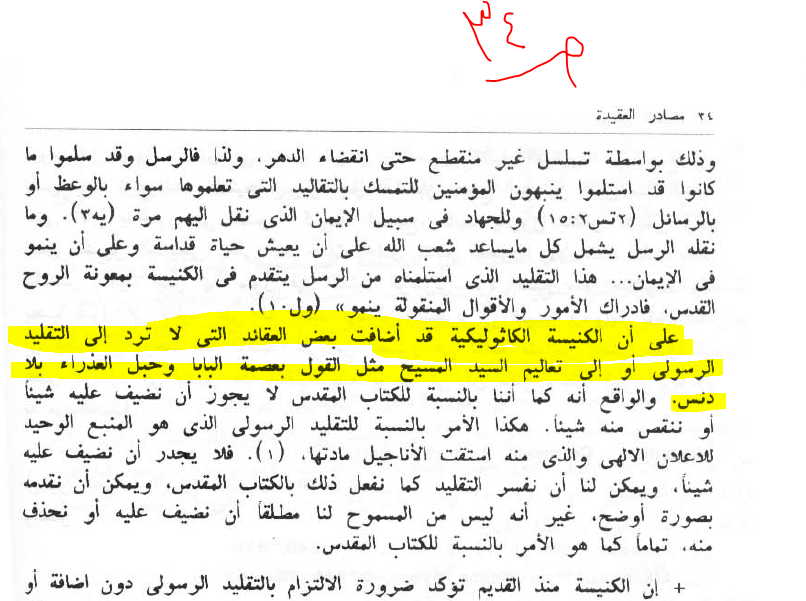 م ٣٤
٣٤ مصادر العقيدة
وذلك بواسطة تسلسل غير منقطع حتى انقضاء الدهر، ولذا فالرسل وقد سلموا ما
كانوا قد استلموا ينبهون المؤمنين للتمسك بالتقاليد التى تعلموها سواء بالوعظ أو
بالرسائل (٢تس١٥:٢) وللجهاد فى سبيل الإيمان الذى نقل اليهم مرة (يه٣). وما
نقله الرسل يشمل كل مايساعد شعب الله على أن يعيش حياة قداسة وعلى أن ينمو
فى الإيمان... هذا التقليد الذى استلمناه من الرسل يتقدم فى الكنيسة بمعونة الروح
القدس، فادراك الأمور والأقوال المنقولة ينمو» (ول١٠).
على أن الكنيسة الكاثوليكية قد أضافت بعض العقائد التى لا ترد إلى التقليد
الرسولى أو إلى تعاليم السيد المسيح مثل القول بعصمة البابا وحبل العذراء بلا
دنس. والواقع أنه كما أننا بالنسبة للكتاب المقدس لا يجوز أن نضيف عليه شيئاً
أو ننقص منه شيئاً. هكذا الأمر بالنسبة للتقليد الرسولى الذى هو المنبع الوحيد
للاعلان الالهى والذى منه استقت الأناجيل مادتها، (١). فلا يجدر أن نضيف عليه
شيئاً، ويمكن لنا أن نفسر التقليد كما نفعل ذلك بالكتاب المقدس، ويمكن أن نقدمه
بصورة أوضح، غير أنه ليس من المسموح لنا مطلقاً أن نضيف عليه أو نحذف
منه، تماماً كما هو الأمر بالنسبة للكتاب المقدس.
+ إن الكنيسة منذ القديم تؤكد ضرورة الالتزام بالتقليد الرسولى دون اضافة أو